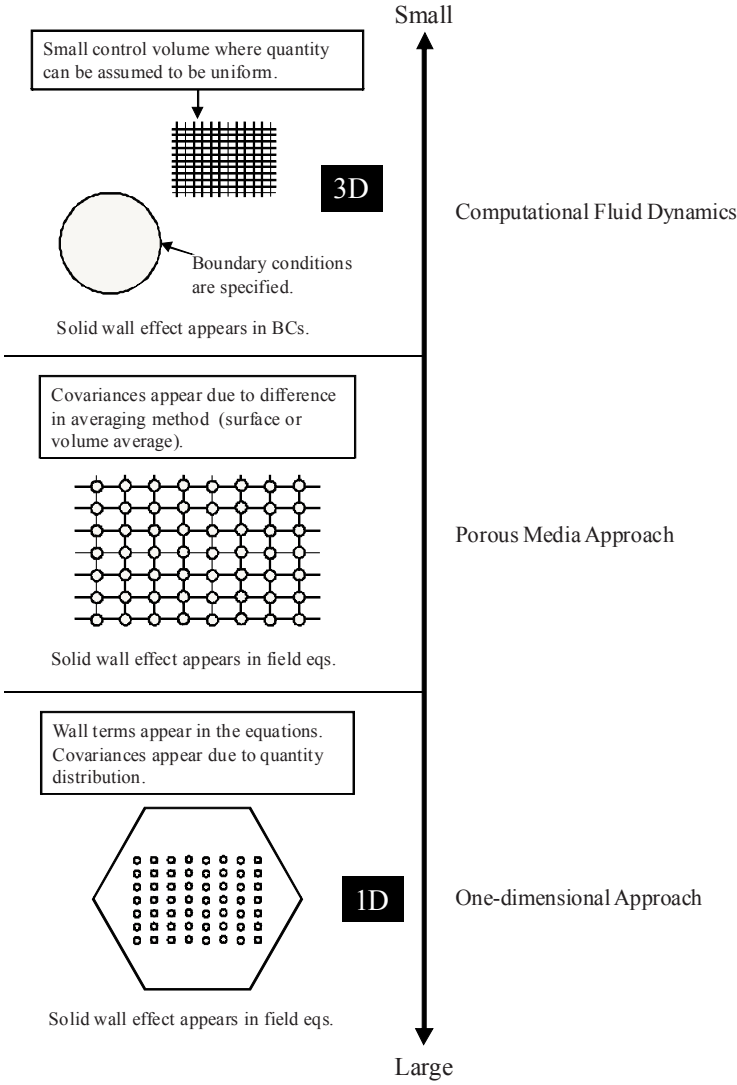 Small
Small control volume where quantity
can be assumed to be uniform.
3D
Computational Fluid Dynamics
Boundary conditions
are specified.
Solid wall effect appears in BCs.
Covariances appear due to difference
in averaging method (surface or
volume average).
Porous Media Approach
Solid wall effect appears in field eqs.
Wall terms appear in the equations.
Covariances appear due to quantity
distribution.
1D
One-dimensional Approach
Solid wall effect appears in field eqs.
Large